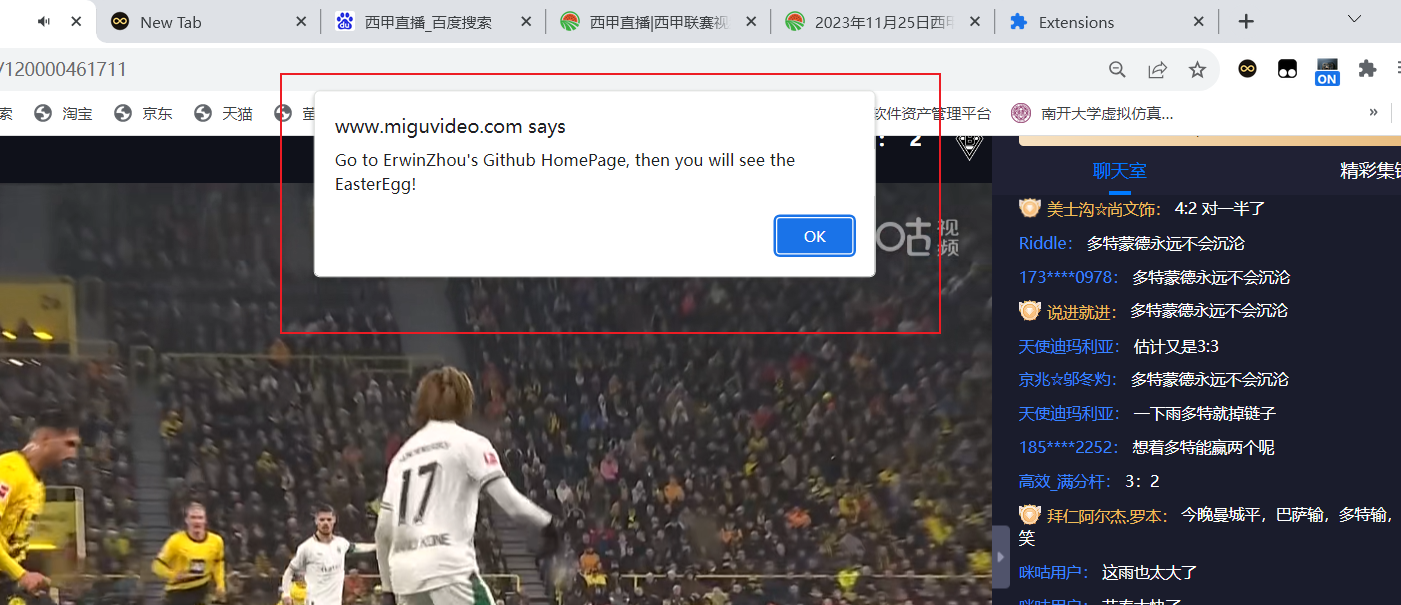 New Tab
西甲直播_百度搜索
西甲直播|西甲联赛视
2023年11月25日西甲
Extensions
/120000461711
ON
索
淘宝
京东
天猫
软件资产管理平台
南开大学虚拟仿真...
»
www.miguvideo.com says
Go to ErwinZhou's Github HomePage, then you will see the
EasterEgg!
OK
: 2
咕 视频
17
聊天室
精彩集锦
美士沟☆尚文饰： 4:2 对一半了
Riddle： 多特蒙德永远不会沉沦
173****0978： 多特蒙德永远不会沉沦
说进就进： 多特蒙德永远不会沉沦
天使迪玛利亚： 估计又是3:3
京兆☆邬冬灼： 多特蒙德永远不会沉沦
天使迪玛利亚： 一下雨多特就掉链子
185****2252： 想着多特能赢两个呢
高效_满分杆： 3：2
拜仁阿尔杰.罗本： 今晚曼城平，巴萨输，多特输，
笑
咪咕用户： 这雨也太大了
咪咕用户：